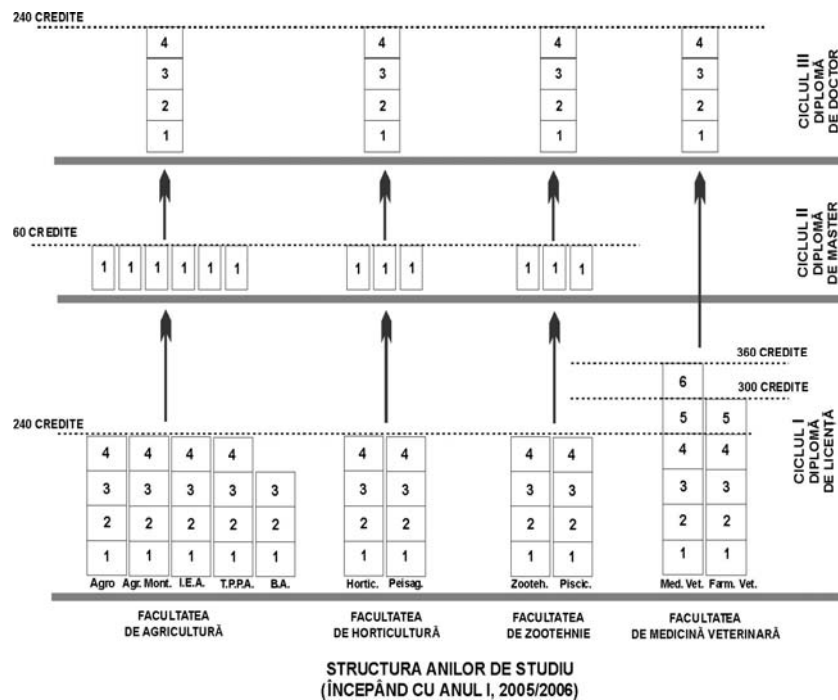 240 CREDITE
4 4 4 4
3 3 3 3
2 2 2 2
1 1 1 1
CICLUL III
DIPLOMĂ
DE DOCTOR
60 CREDITE
1 1 1 1 1 1 1 1 1 1 1 1
CICLUL II
DIPLOMĂ
DE MASTER
360 CREDITE
6
300 CREDITE
5 5
240 CREDITE
4 4 4 4 4 4 4 4 4 4
3 3 3 3 3 3 3 3 3 3 3
2 2 2 2 2 2 2 2 2 2 2
1 1 1 1 1 1 1 1 1 1 1
CICLUL I
DIPLOMĂ
DE LICENȚĂ
Agro Agr. Mont. I.E.A. T.P.P.A. B.A. Hortic. Peisag. Zooteh. Piscic. Med. Vet. Farm. Vet.
FACULTATEA
DE AGRICULTURĂ
FACULTATEA
DE HORTICULTURĂ
FACULTATEA
DE ZOOTEHNIE
FACULTATEA
DE MEDICINĂ VETERINARĂ
STRUCTURA ANILOR DE STUDIU
(ÎNCEPÂND CU ANUL I, 2005/2006)